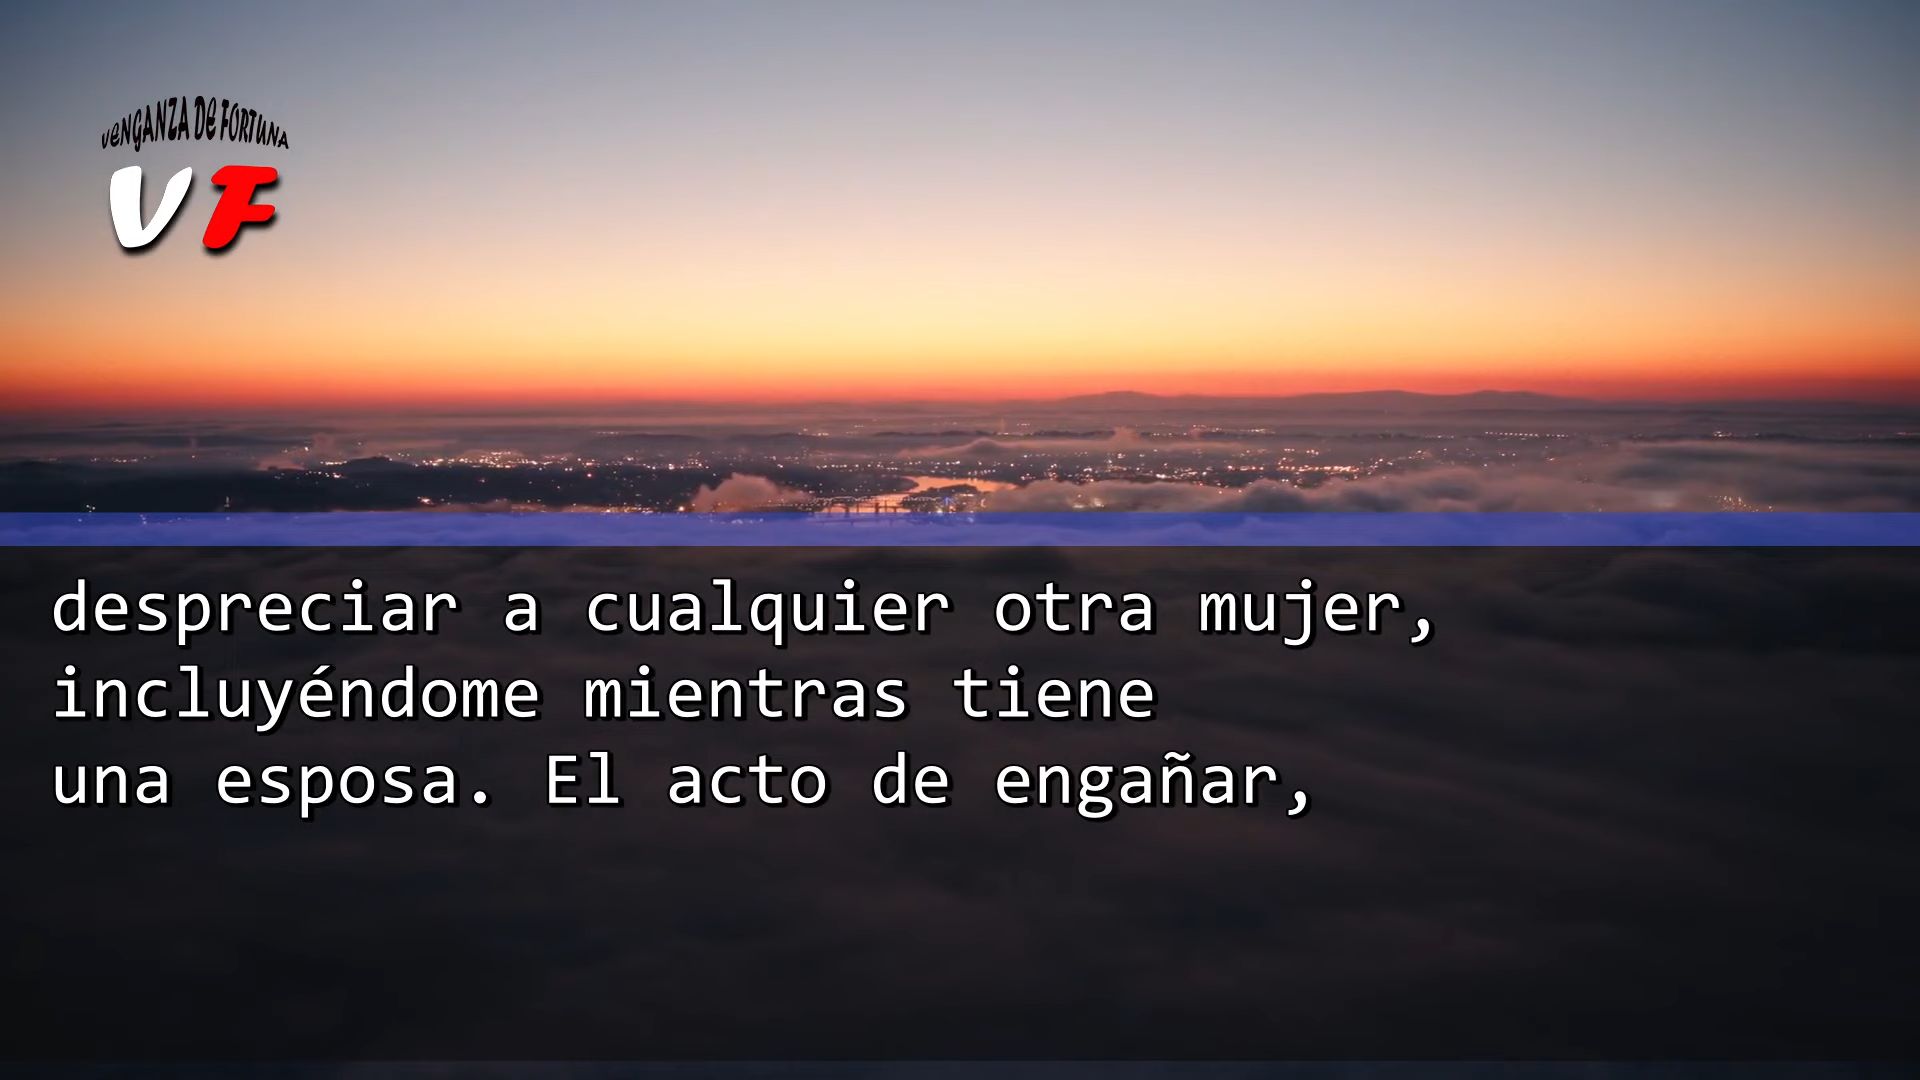 VENGANZA DE FORTUNA
VF
despreciar a cualquier otra mujer,
incluyéndome mientras tiene
una esposa. El acto de engañar,